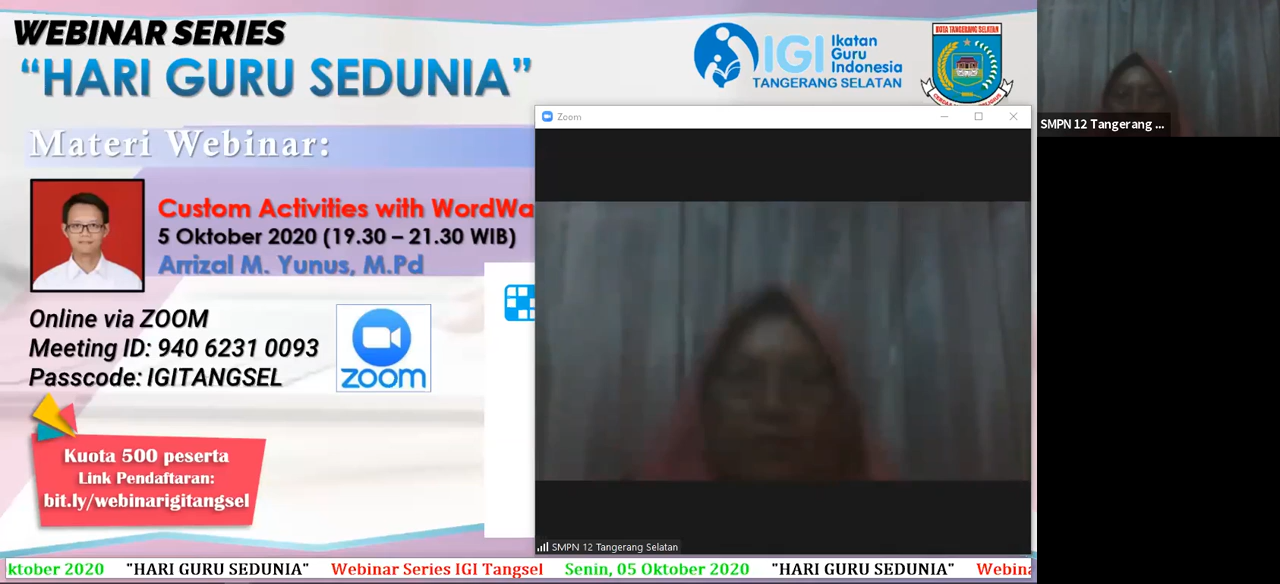 WEBINAR SERIES
“HARI GURU SEDUNIA”
IGI Ikatan
Guru
Indonesia
TANGERANG SELATAN
KOTA TANGERANG SELATAN
Materi Webinar:
Custom Activities with WordWa
5 Oktober 2020 (19.30 – 21.30 WIB)
Arrizal M. Yunus, M.Pd
Online via ZOOM
Meeting ID: 940 6231 0093
Passcode: IGITANGSEL
zoom
Kuota 500 peserta
Link Pendaftaran:
bit.ly/webinarigitangsel
Zoom
SMPN 12 Tangerang Selatan
SMPN 12 Tangerang ...
ktober 2020 "HARI GURU SEDUNIA" Webinar Series IGI Tangsel Senin, 05 Oktober 2020 "HARI GURU SEDUNIA" Webina